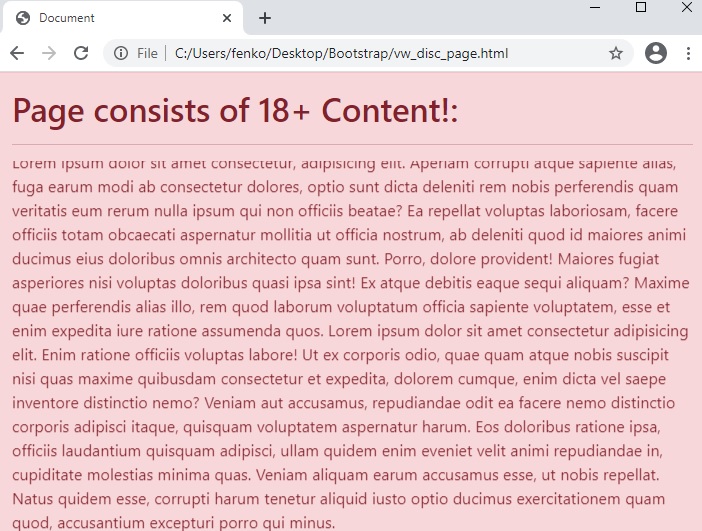 Document
File | C:/Users/fenko/Desktop/Bootstrap/vw_disc_page.html
Page consists of 18+ Content!:
Lorem ipsum dolor sit amet consectetur, adipisicing elit. Aperiam corrupti atque sapiente alias,
fuga earum modi ab consectetur dolores, optio sunt dicta deleniti rem nobis perferendis quam
veritatis eum rerum nulla ipsum qui non officiis beatae? Ea repellat voluptas laboriosam, facere
officiis totam obcaecati aspernatur mollitia ut officia nostrum, ab deleniti quod id maiores animi
ducimus eius doloribus omnis architecto quam sunt. Porro, dolore provident! Maiores fugiat
asperiores nisi voluptas doloribus quasi ipsa sint! Ex atque debitis eaque sequi aliquam? Maxime
quae perferendis alias illo, rem quod laborum voluptatum officia sapiente voluptatem, esse et
enim expedita iure ratione assumenda quos. Lorem ipsum dolor sit amet consectetur adipisicing
elit. Enim ratione officiis voluptas labore! Ut ex corporis odio, quae quam atque nobis suscipit
nisi quas maxime quibusdam consectetur et expedita, dolorem cumque, enim dicta vel saepe
inventore distinctio nemo? Veniam aut accusamus, repudiandae odit ea facere nemo distinctio
corporis adipisci itaque, quisquam voluptatem aspernatur harum. Eos doloribus ratione ipsa,
officiis laudantium quisquam adipisci, ullam quidem enim eveniet velit animi repudiandae in,
cupiditate molestias minima quas. Veniam aliquam earum accusamus esse, ut nobis repellat.
Natus quidem esse, corrupti harum tenetur aliquid iusto optio ducimus exercitationem quam
quod, accusantium excepturi porro qui minus.